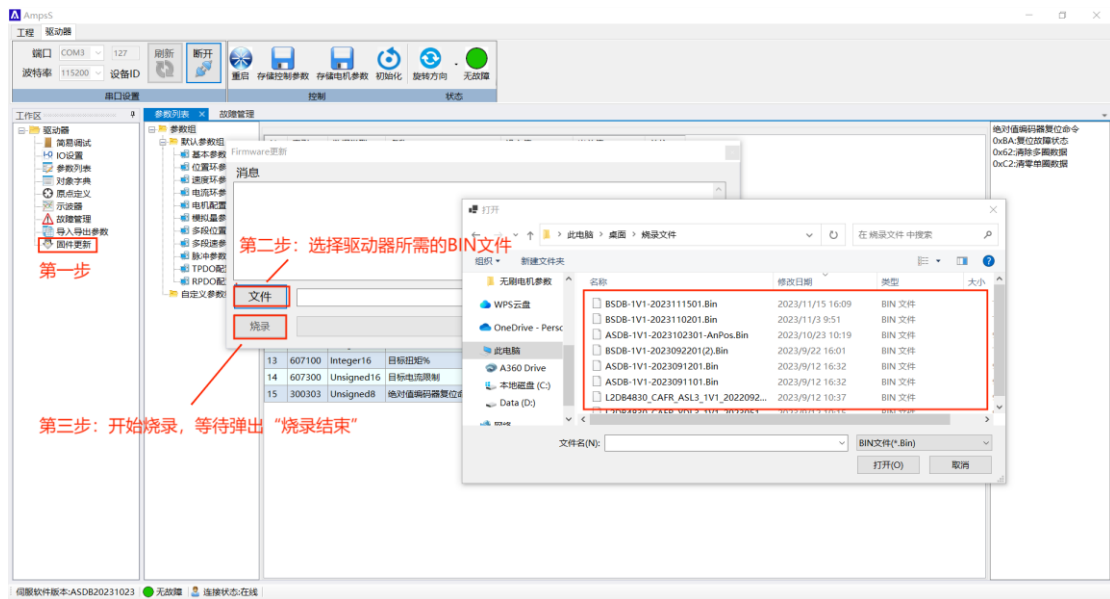 AmpsS
工程 驱动器
端口 COM3 127 刷新 断开
波特率 115200 设备ID
重启 存储控制参数 存储电机参数 初始化 旋转方向 无故障
串口设置 控制 状态
工作区 参数列表 故障管理
驱动器
简易调试
IO设置
参数列表
对象字典
原点定义
示波器
故障管理
导入导出参数
固件更新
第一步
参数组
默认参数组
基本参数
位置环参
速度环参
电流环参
电机配置
模拟量参
多段位置
多段速参
脉冲参数
TPDO配
RPDO配
自定义参数
Firmware更新
消息
第二步：选择驱动器所需的BIN文件
文件
烧录
第三步：开始烧录，等待弹出“烧录结束”
13 607100 Integer16 目标扭矩%
14 607300 Unsigned16 目标电流限制
15 300303 Unsigned8 绝对值编码器复位命
打开
此电脑 > 桌面 > 烧录文件 在 烧录文件 中搜索
组织 新建文件夹
无刷电机参数
WPS云盘
OneDrive - Persc
此电脑
A360 Drive
本地磁盘 (C:)
Data (D:)
网络
名称 修改日期 类型 大小
BSDB-1V1-2023111501.Bin 2023/11/15 16:09 BIN 文件
BSDB-1V1-2023110201.Bin 2023/11/3 9:51 BIN 文件
ASDB-1V1-2023102301-AnPos.Bin 2023/10/23 10:19 BIN 文件
BSDB-1V1-2023092201(2).Bin 2023/9/22 16:01 BIN 文件
ASDB-1V1-2023091201.Bin 2023/9/12 16:32 BIN 文件
ASDB-1V1-2023091101.Bin 2023/9/12 16:32 BIN 文件
L2DB4830_CAFR_ASL3_1V1_2022092... 2023/9/12 10:37 BIN 文件
文件名(N): BIN文件(*.Bin)
打开(O) 取消
绝对值编码器复位命令
0xBA:复位故障状态
0x62:清除多圈数据
0xC2:清零单圈数据
伺服软件版本:ASDB20231023 无故障 连接状态:在线